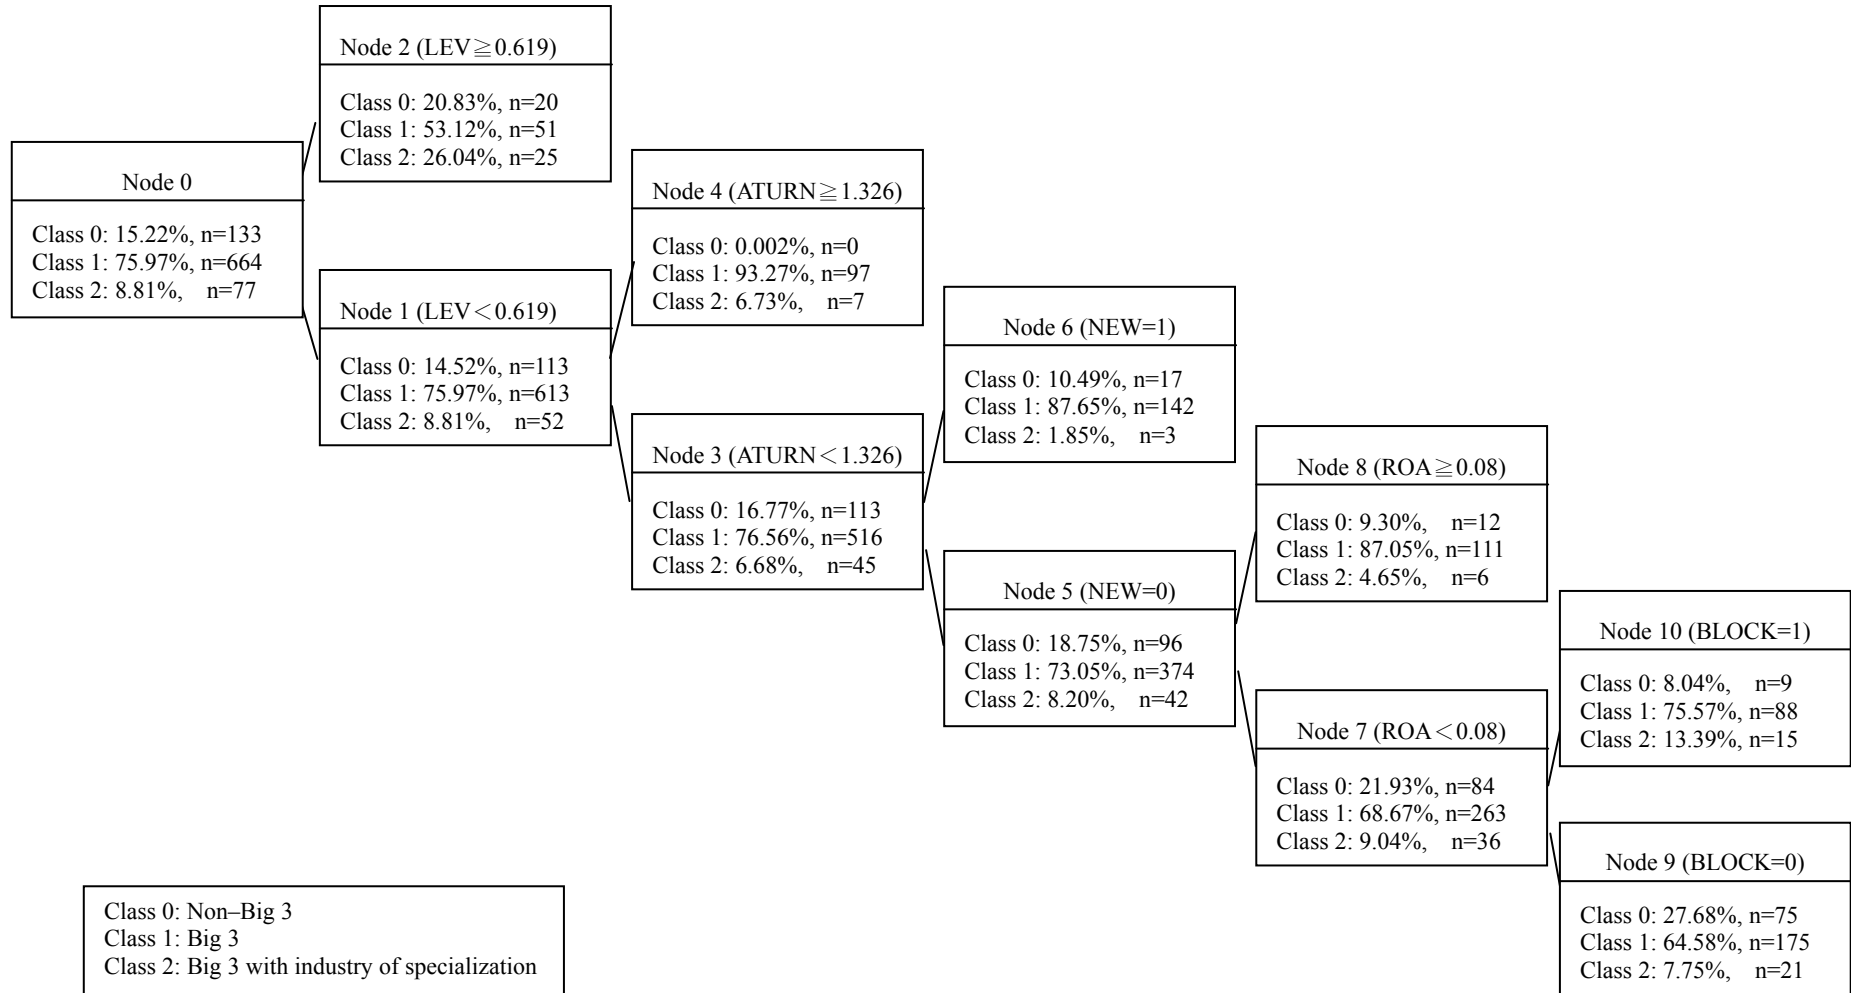 Node 0
Class 0: 15.22%, n=133
Class 1: 75.97%, n=664
Class 2: 8.81%, n=77
Node 2 (LEV≧0.619)
Class 0: 20.83%, n=20
Class 1: 53.12%, n=51
Class 2: 26.04%, n=25
Node 1 (LEV<0.619)
Class 0: 14.52%, n=113
Class 1: 75.97%, n=613
Class 2: 8.81%, n=52
Node 4 (ATURN≧1.326)
Class 0: 0.002%, n=0
Class 1: 93.27%, n=97
Class 2: 6.73%, n=7
Node 3 (ATURN<1.326)
Class 0: 16.77%, n=113
Class 1: 76.56%, n=516
Class 2: 6.68%, n=45
Node 6 (NEW=1)
Class 0: 10.49%, n=17
Class 1: 87.65%, n=142
Class 2: 1.85%, n=3
Node 5 (NEW=0)
Class 0: 18.75%, n=96
Class 1: 73.05%, n=374
Class 2: 8.20%, n=42
Node 8 (ROA≧0.08)
Class 0: 9.30%, n=12
Class 1: 87.05%, n=111
Class 2: 4.65%, n=6
Node 7 (ROA<0.08)
Class 0: 21.93%, n=84
Class 1: 68.67%, n=263
Class 2: 9.04%, n=36
Node 10 (BLOCK=1)
Class 0: 8.04%, n=9
Class 1: 75.57%, n=88
Class 2: 13.39%, n=15
Node 9 (BLOCK=0)
Class 0: 27.68%, n=75
Class 1: 64.58%, n=175
Class 2: 7.75%, n=21
Class 0: Non–Big 3
Class 1: Big 3
Class 2: Big 3 with industry of specialization